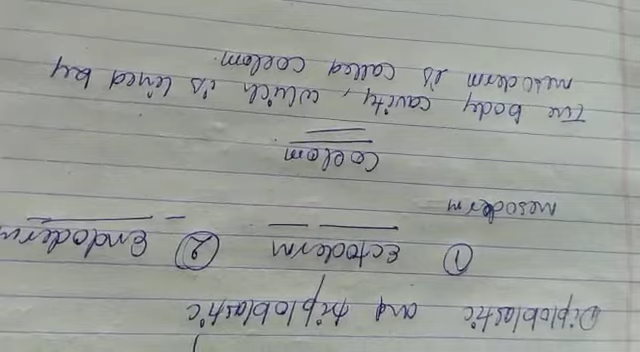 Diploblastic and triploblastic
① Ectoderm ② Endoderm
mesoderm
Coelom
The body cavity, which is lined by
mesoderm is called coelom.